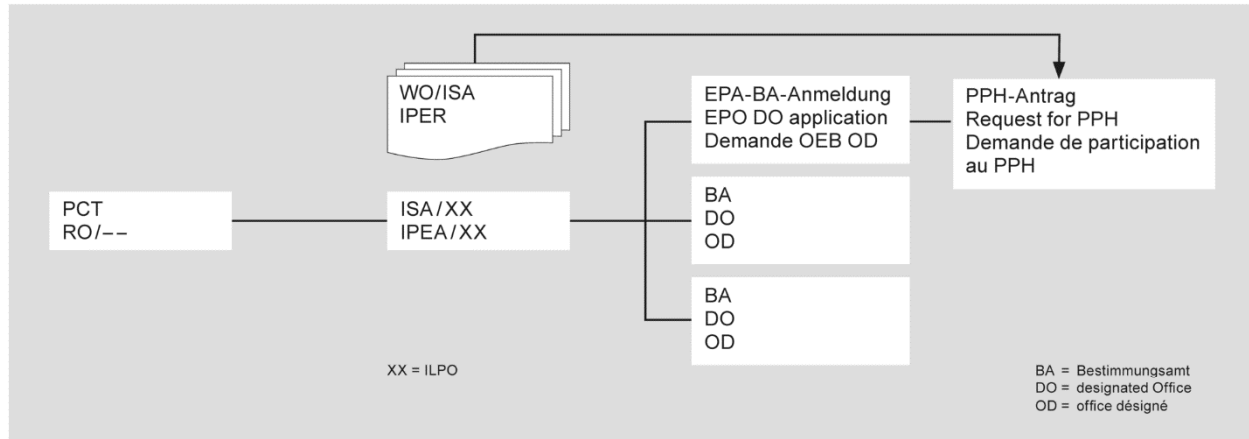 WO/ISA
IPER
EPA-BA-Anmeldung
EPO DO application
Demande OEB OD
PPH-Antrag
Request for PPH
Demande de participation
au PPH
PCT
RO/––
ISA/XX
IPEA/XX
BA
DO
OD
BA
DO
OD
XX = ILPO
BA = Bestimmungsamt
DO = designated Office
OD = office désigné